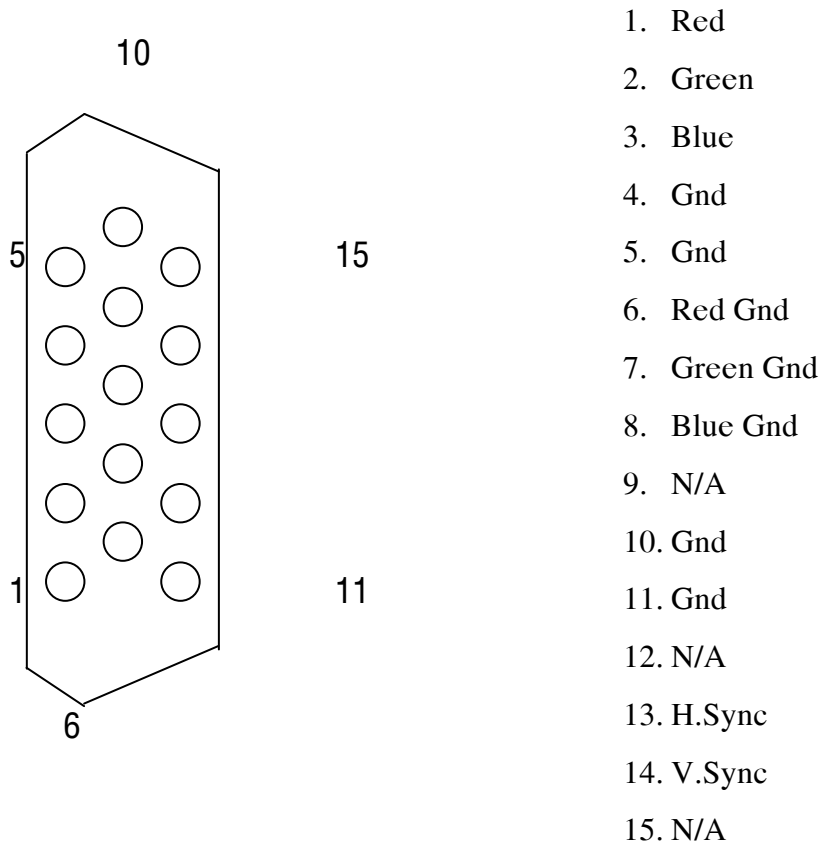 10
5
15
1
11
6
1. Red
2. Green
3. Blue
4. Gnd
5. Gnd
6. Red Gnd
7. Green Gnd
8. Blue Gnd
9. N/A
10. Gnd
11. Gnd
12. N/A
13. H.Sync
14. V.Sync
15. N/A